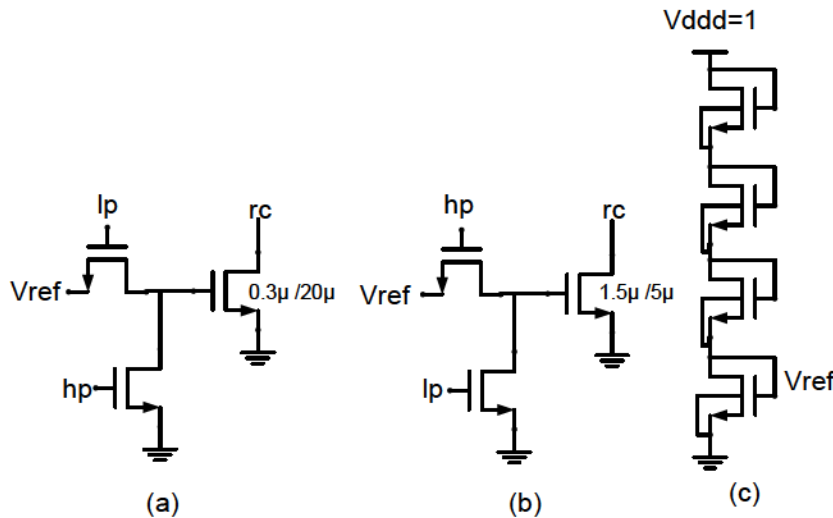 Vddd=1
lp
rc
Vref
0.3µ /20µ
hp
(a)
hp
rc
Vref
1.5µ /5µ
lp
(b)
Vref
(c)